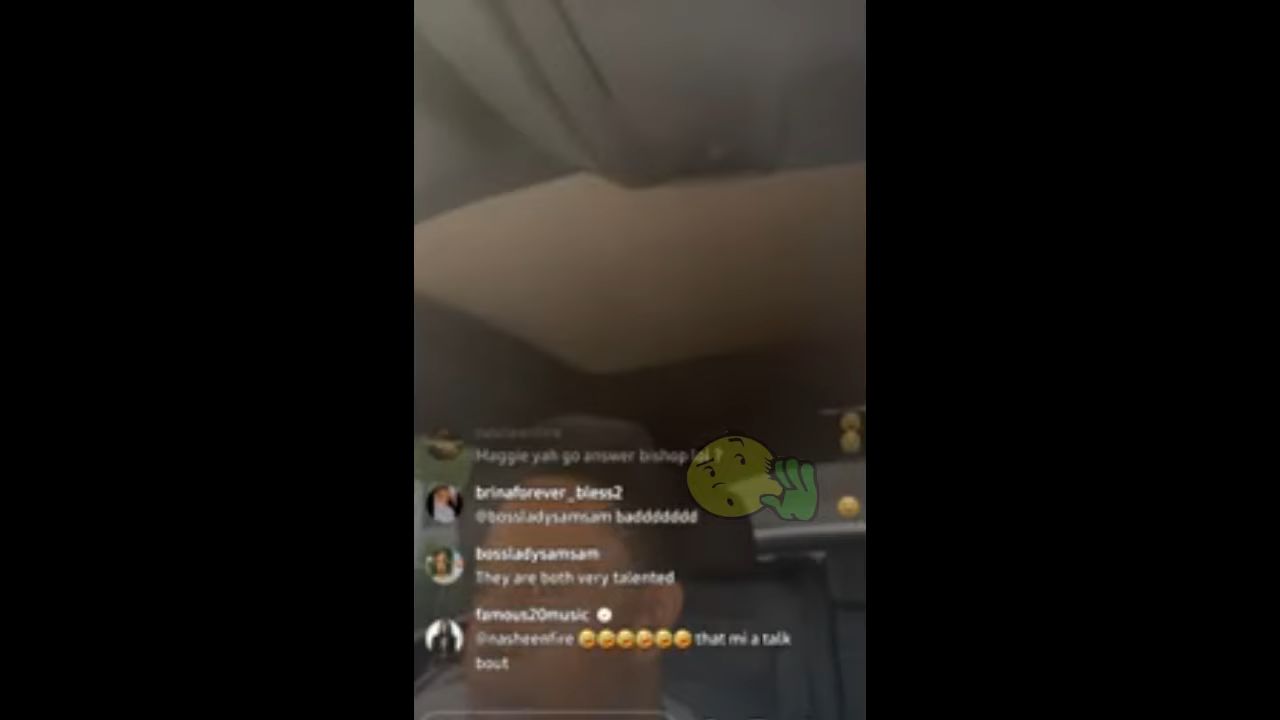 Haggie yah go answer bishop lol ?
brinaforever_bless2
@bossladysamsam baddddddd
bossladysamsam
They are both very talented
famous20music
@nasheenfire 😂😂😂😂😂😂 that mi a talk
bout